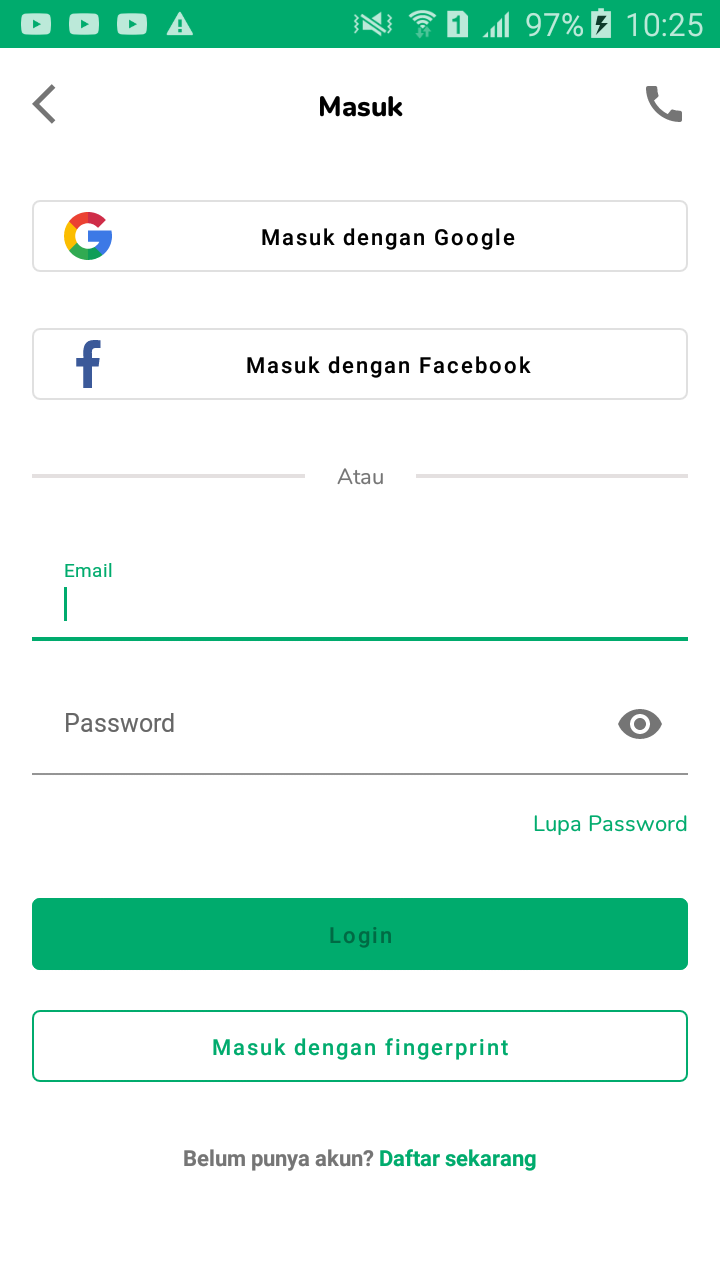 1 97% 10:25
Masuk
Masuk dengan Google
Masuk dengan Facebook
Atau
Email
Password
Lupa Password
Login
Masuk dengan fingerprint
Belum punya akun? Daftar sekarang